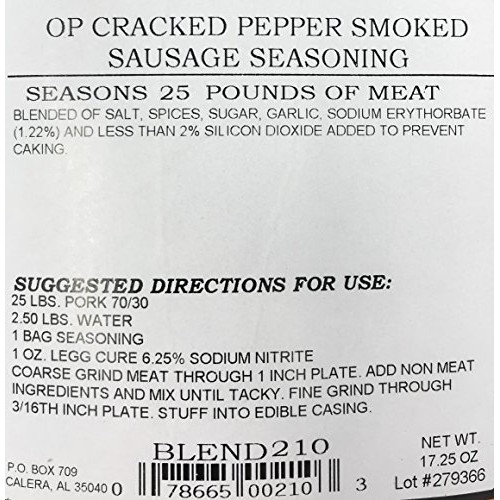 OP CRACKED PEPPER SMOKED
SAUSAGE SEASONING
SEASONS 25 POUNDS OF MEAT
BLENDED OF SALT, SPICES, SUGAR, GARLIC, SODIUM ERYTHORBATE
(1.22%) AND LESS THAN 2% SILICON DIOXIDE ADDED TO PREVENT
CAKING.
SUGGESTED DIRECTIONS FOR USE:
25 LBS. PORK 70/30
2.50 LBS. WATER
1 BAG SEASONING
1 OZ. LEGG CURE 6.25% SODIUM NITRITE
COARSE GRIND MEAT THROUGH 1 INCH PLATE. ADD NON MEAT
INGREDIENTS AND MIX UNTIL TACKY. FINE GRIND THROUGH
3/16TH INCH PLATE. STUFF INTO EDIBLE CASING.
BLEND210
P.O. BOX 709
CALERA, AL 35040
0 78665 00210 3
NET WT.
17.25 OZ
Lot #279366